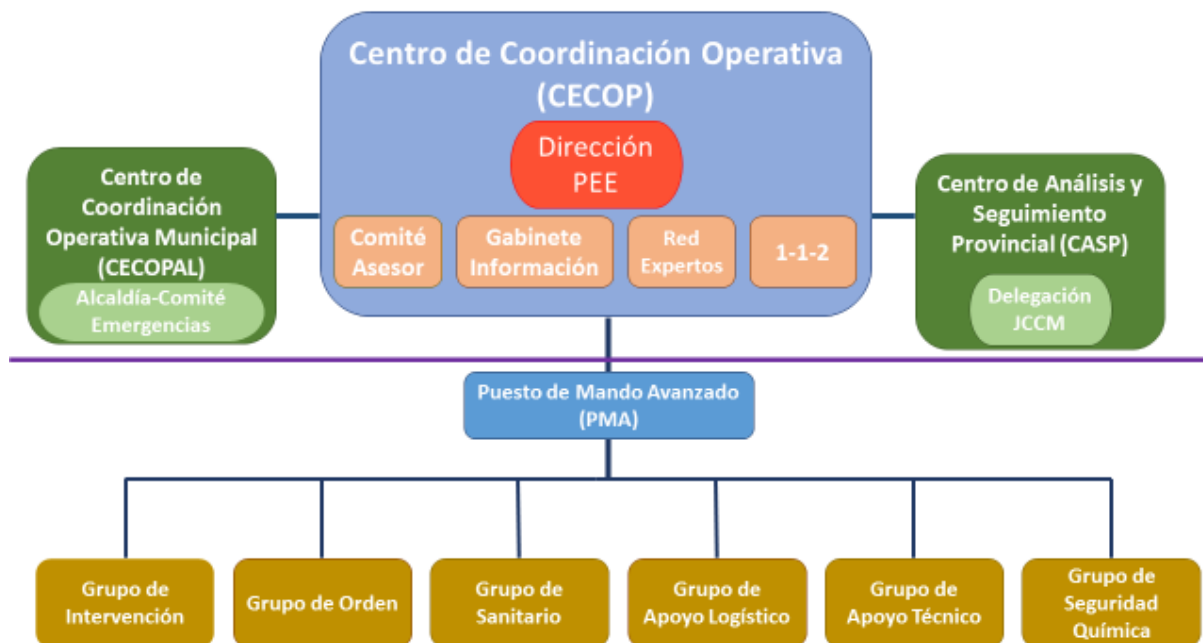 Centro de Coordinación Operativa
(CECOP)
Dirección
PEE
Comité
Asesor
Gabinete
Información
Red
Expertos
1-1-2
Centro de
Coordinación
Operativa Municipal
(CECOPAL)
Alcaldía-Comité
Emergencias
Centro de Análisis y
Seguimiento
Provincial (CASP)
Delegación
JCCM
Puesto de Mando Avanzado
(PMA)
Grupo de
Intervención
Grupo de Orden
Grupo de
Sanitario
Grupo de
Apoyo Logístico
Grupo de
Apoyo Técnico
Grupo de
Seguridad
Química